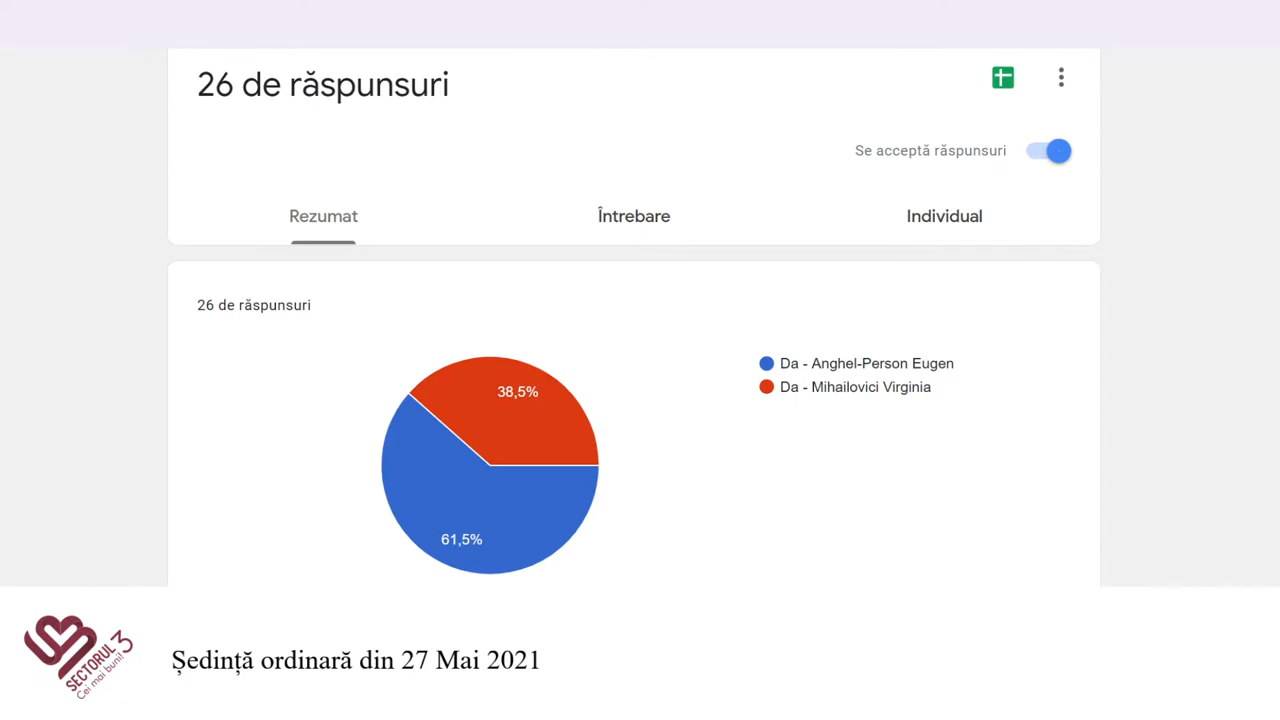 26 de răspunsuri
Se acceptă răspunsuri
Rezumat
Întrebare
Individual
26 de răspunsuri
38,5%
61,5%
Da - Anghel-Person Eugen
Da - Mihailovici Virginia
SECTORUL 3
Cei mai buni!
Ședință ordinară din 27 Mai 2021